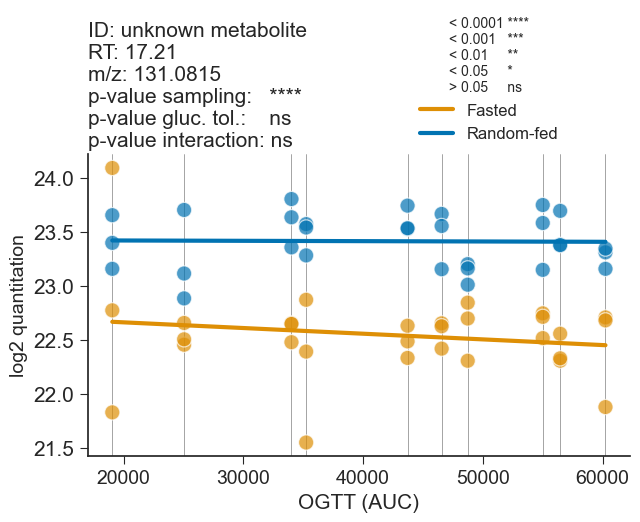 ID: unknown metabolite
RT: 17.21
m/z: 131.0815
p-value sampling: ****
p-value gluc. tol.: ns
p-value interaction: ns
< 0.0001 ****
< 0.001 ***
< 0.01 **
< 0.05 *
> 0.05 ns
Fasted
Random-fed
log2 quantitation
24.0
23.5
23.0
22.5
22.0
21.5
20000 30000 40000 50000 60000
OGTT (AUC)